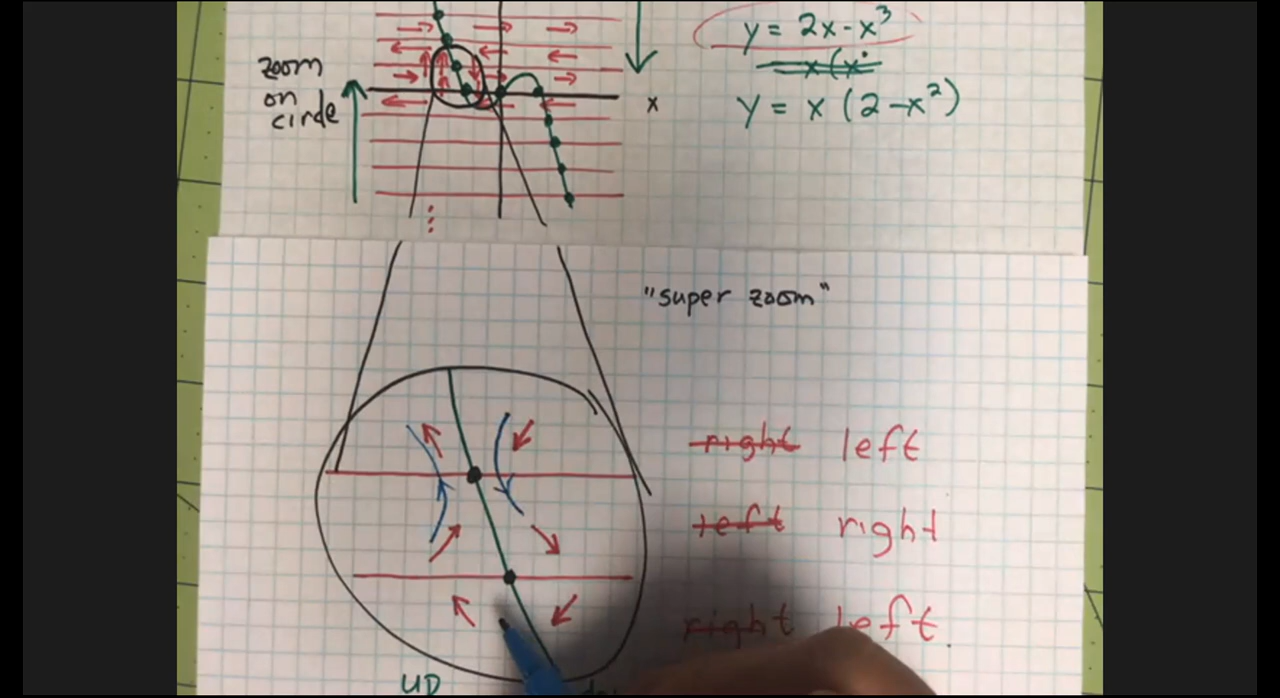 y = 2x - x³
zoom
on
circle
x
y = x (2 - x²)
"super zoom"
right left
left right
right left
UP